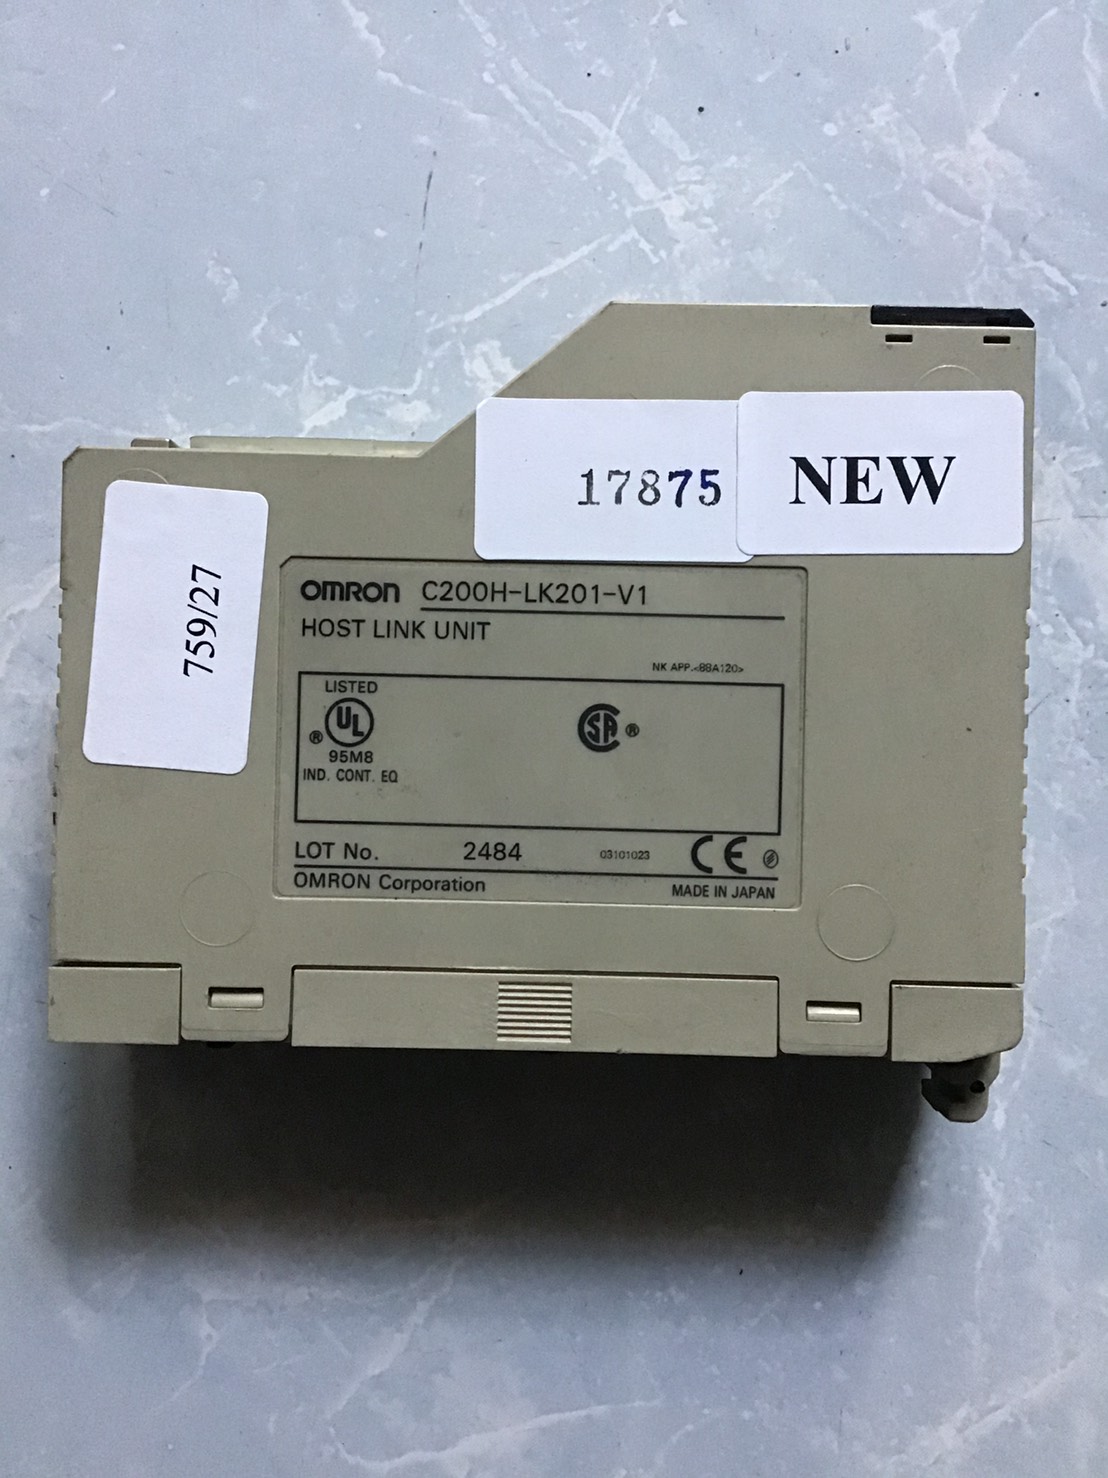 17875
NEW
759/27
OMRON C200H-LK201-V1
HOST LINK UNIT
NK APP.<88A120>
LISTED
UL ®
95M8
IND. CONT. EQ
SA ®
LOT No. 2484 03101023 CE
OMRON Corporation MADE IN JAPAN